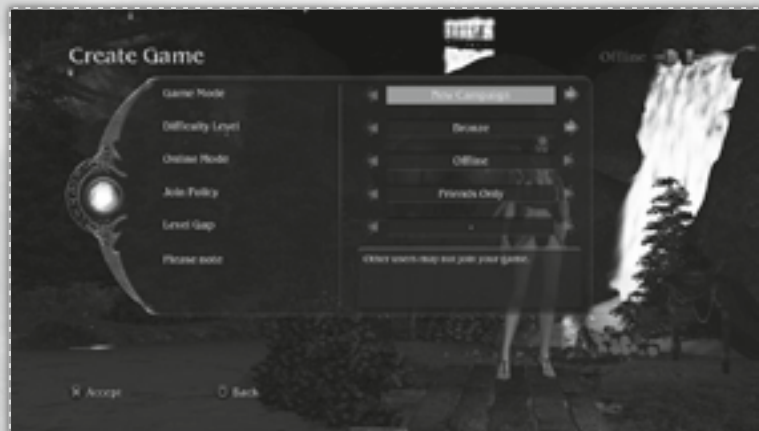 Create Game
Offline
Game Mode
New Campaign
Difficulty Level
Bronze
Online Mode
Offline
Join Policy
Friends Only
Level Gap
-
Please note
Other users may not join your game.
Accept
Back